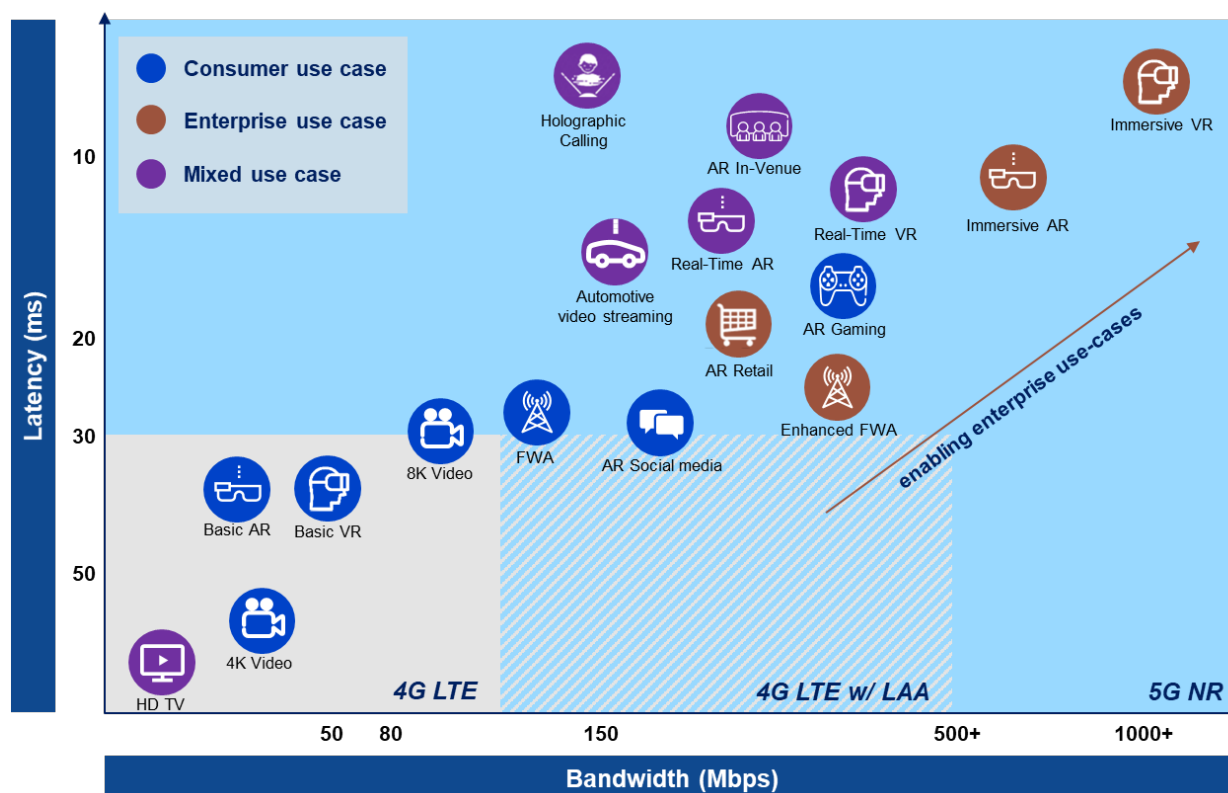 Consumer use case
Enterprise use case
Mixed use case
Latency (ms)
10
20
30
50
Holographic
Calling
AR In-Venue
Immersive VR
Immersive AR
Real-Time VR
Real-Time AR
Automotive
video streaming
AR Gaming
AR Retail
Enhanced FWA
enabling enterprise use-cases
FWA
AR Social media
8K Video
Basic AR
Basic VR
4K Video
HD TV
4G LTE
4G LTE w/ LAA
5G NR
50
80
150
500+
1000+
Bandwidth (Mbps)